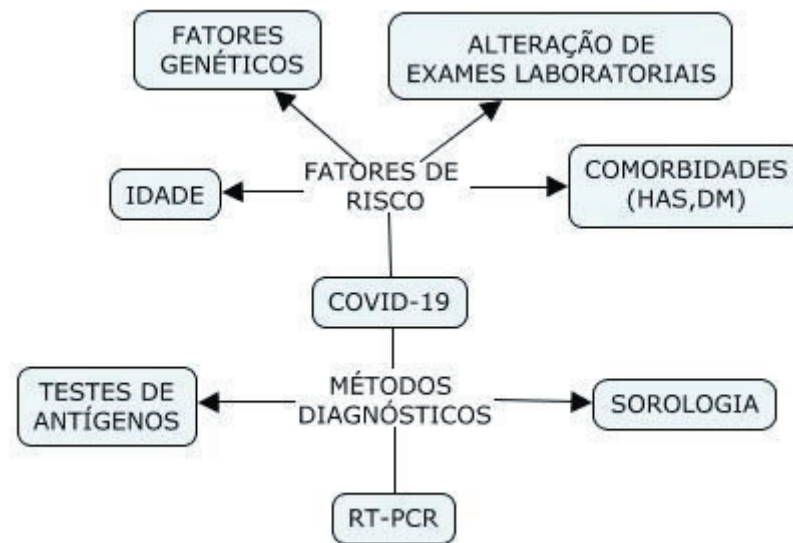 FATORES
GENÉTICOS
ALTERAÇÃO DE
EXAMES LABORATORIAIS
IDADE
FATORES DE
RISCO
COMORBIDADES
(HAS,DM)
COVID-19
TESTES DE
ANTÍGENOS
MÉTODOS
DIAGNÓSTICOS
SOROLOGIA
RT-PCR